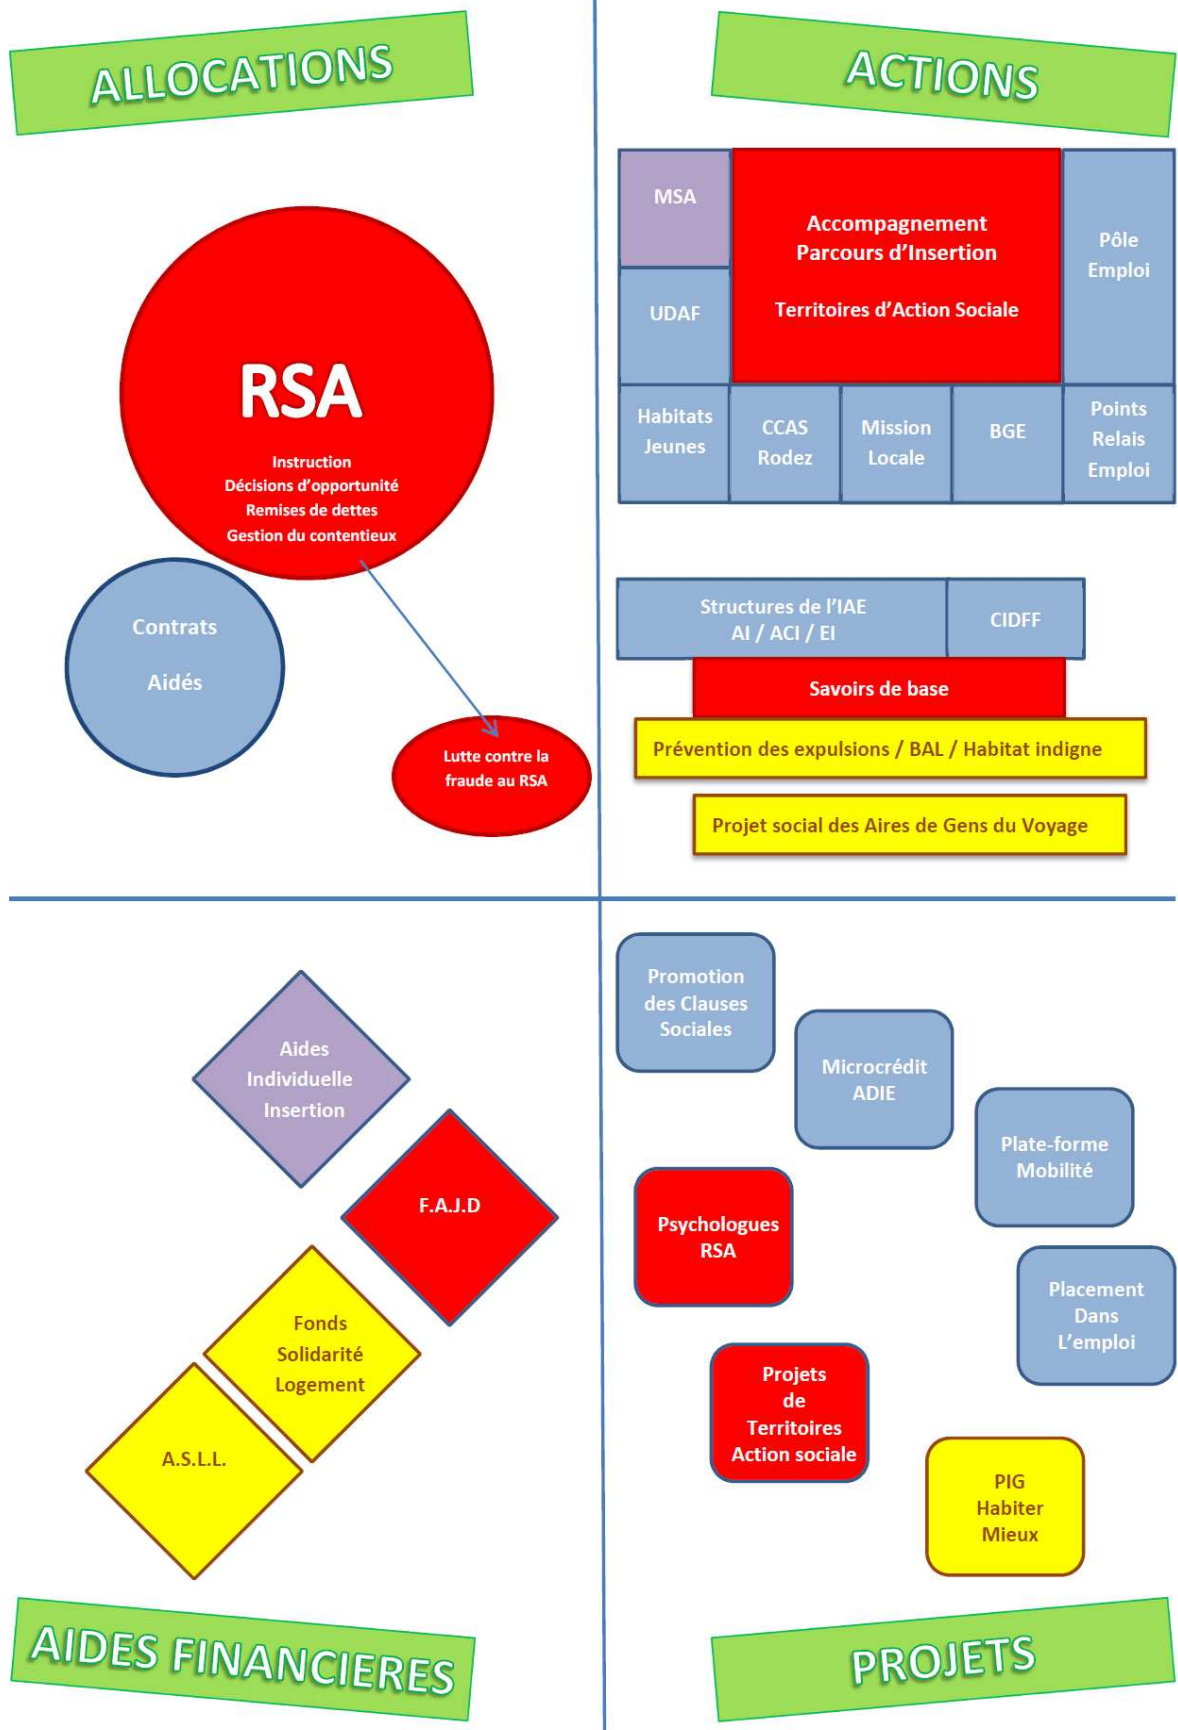 ALLOCATIONS
RSA
Instruction
Décisions d'opportunité
Remises de dettes
Gestion du contentieux
Contrats
Aidés
Lutte contre la
fraude au RSA
ACTIONS
MSA
Accompagnement
Parcours d'Insertion
Territoires d'Action Sociale
Pôle
Emploi
UDAF
Habitats
Jeunes
CCAS
Rodez
Mission
Locale
BGE
Points
Relais
Emploi
Structures de l'IAE
AI / ACI / EI
CIDFF
Savoirs de base
Prévention des expulsions / BAL / Habitat indigne
Projet social des Aires de Gens du Voyage
Aides
Individuelle
Insertion
F.A.J.D
Fonds
Solidarité
Logement
A.S.L.L.
AIDES FINANCIERES
Promotion
des Clauses
Sociales
Microcrédit
ADIE
Plate-forme
Mobilité
Psychologues
RSA
Placement
Dans
L'emploi
Projets
de
Territoires
Action sociale
PIG
Habiter
Mieux
PROJETS